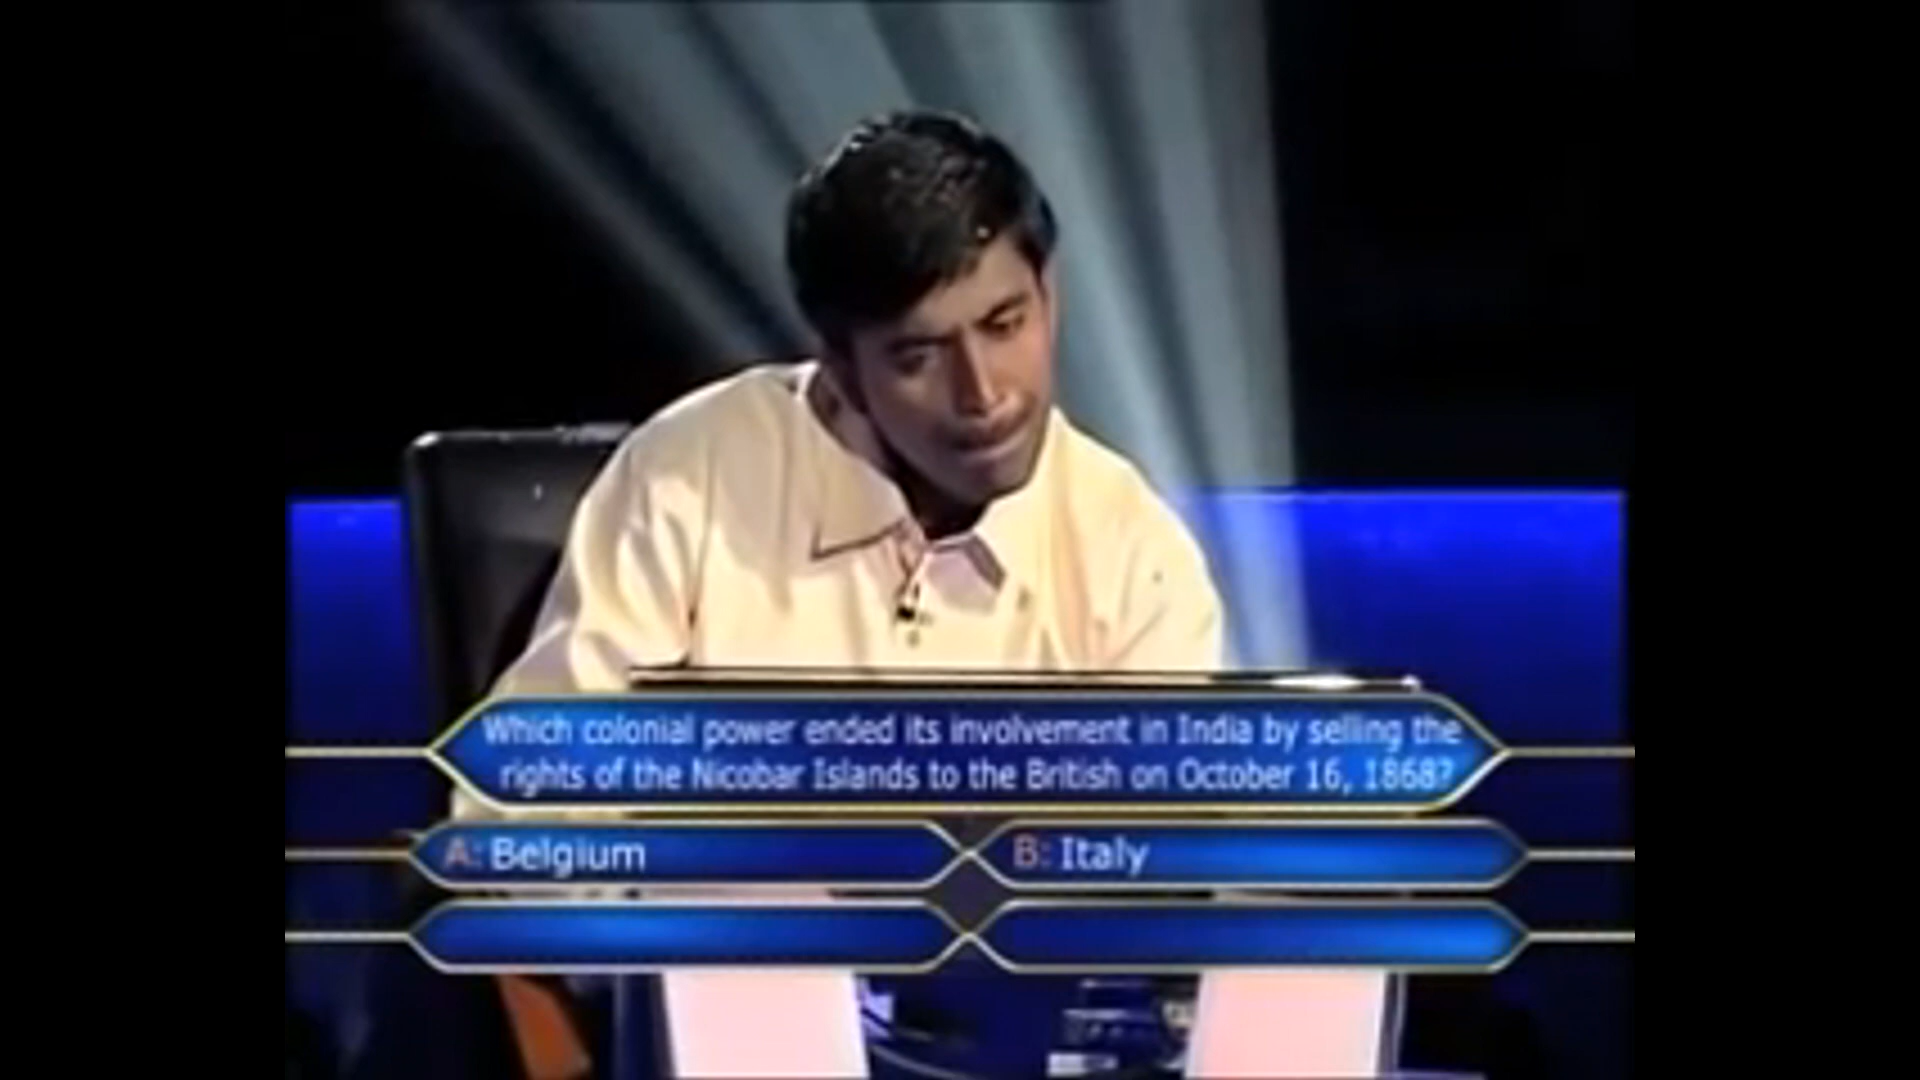 Which colonial power ended its involvement in India by selling the
rights of the Nicobar Islands to the British on October 16, 1868?
A: Belgium
B: Italy